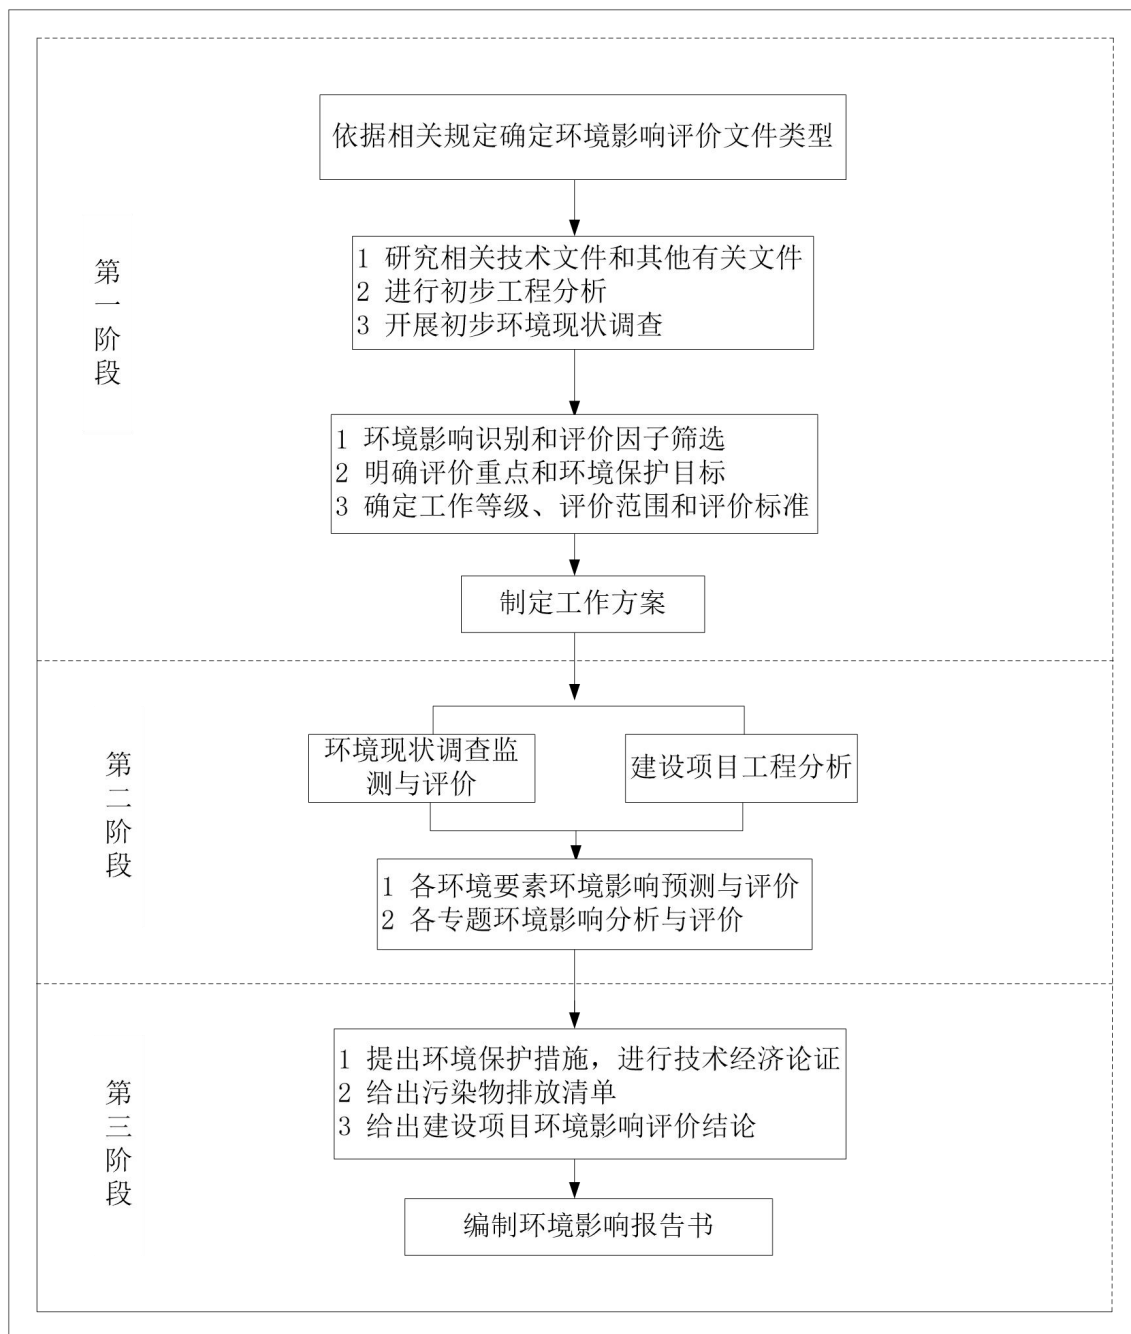 依据相关规定确定环境影响评价文件类型
第一阶段
1 研究相关技术文件和其他有关文件
2 进行初步工程分析
3 开展初步环境现状调查
1 环境影响识别和评价因子筛选
2 明确评价重点和环境保护目标
3 确定工作等级、评价范围和评价标准
制定工作方案
第二阶段
环境现状调查监
测与评价
建设项目工程分析
1 各环境要素环境影响预测与评价
2 各专题环境影响分析与评价
第三阶段
1 提出环境保护措施，进行技术经济论证
2 给出污染物排放清单
3 给出建设项目环境影响评价结论
编制环境影响报告书